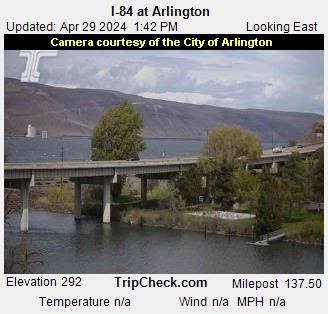 I-84 at Arlington
Updated: Apr 29 2024 1:42 PM Looking East
Camera courtesy of the City of Arlington
Elevation 292 TripCheck.com Milepost 137.50
Temperature n/a Wind n/a MPH n/a